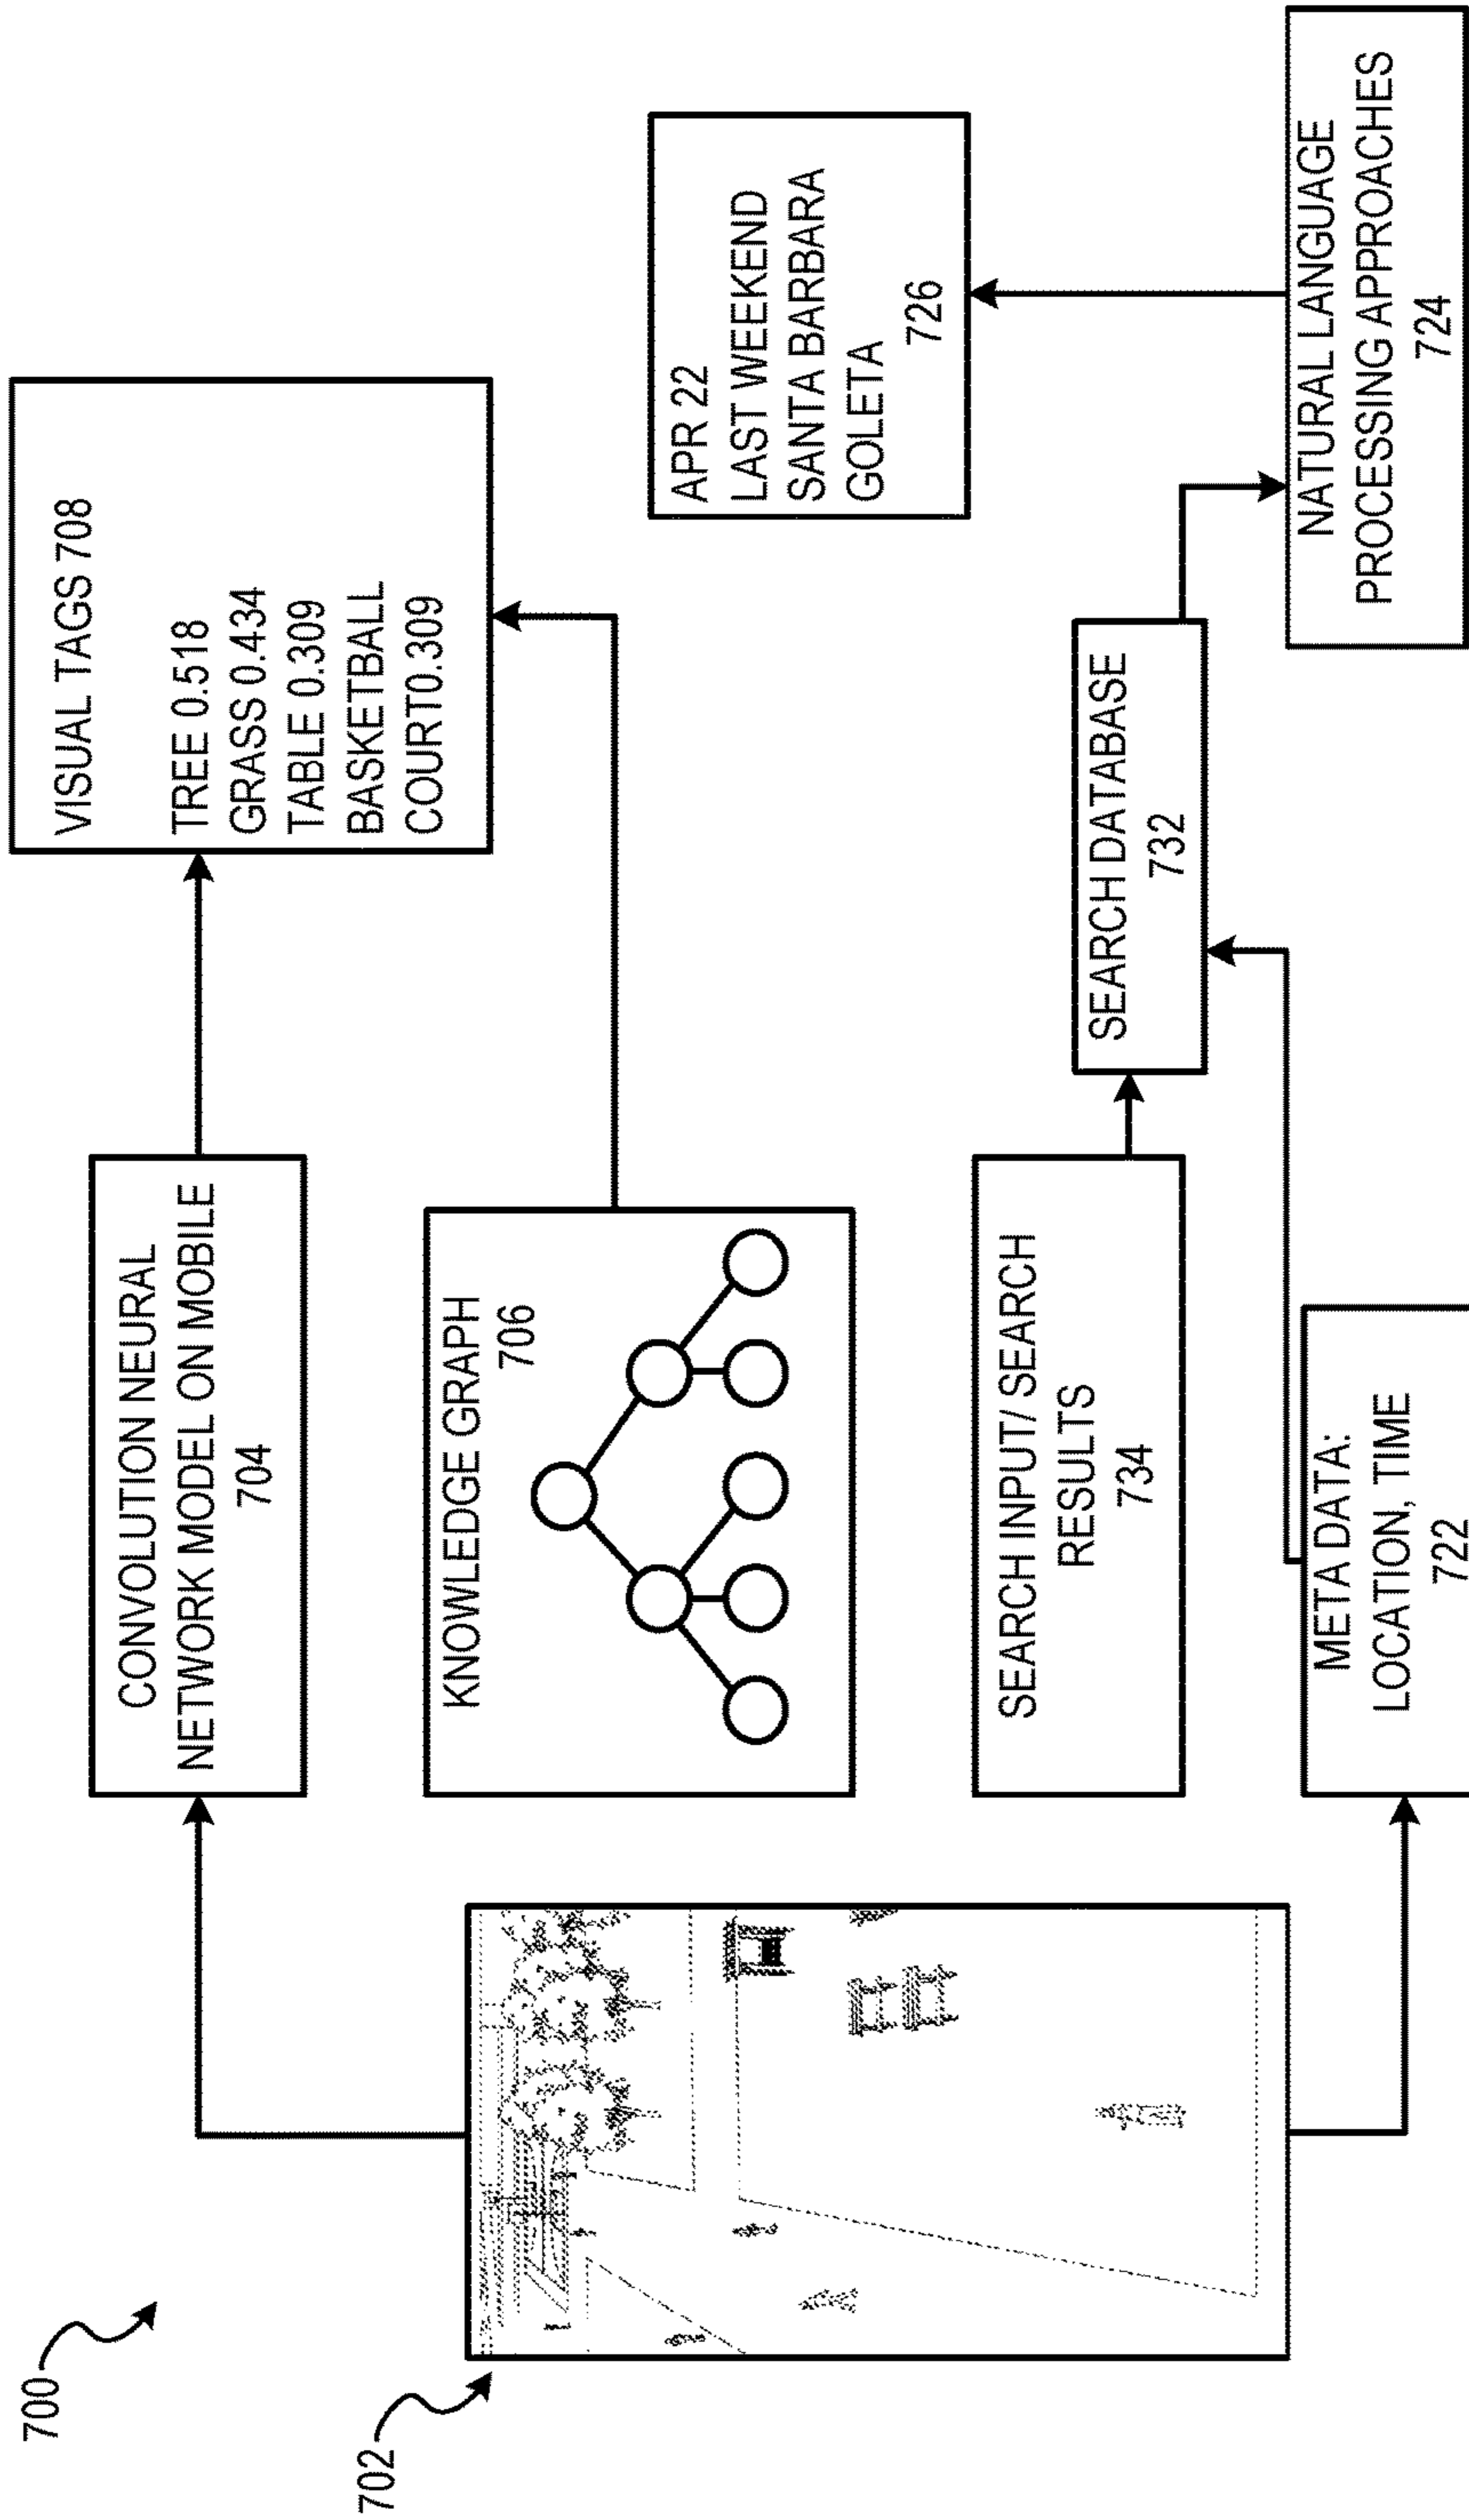 700
702
CONVOLUTION NEURAL
NETWORK MODEL ON MOBILE
704
VISUAL TAGS 708
TREE 0.518
GRASS 0.434
TABLE 0.309
BASKETBALL
COURT0.309
KNOWLEDGE GRAPH
706
APR 22
LAST WEEKEND
SANTA BARBARA
GOLETA
726
SEARCH INPUT/ SEARCH
RESULTS
734
SEARCH DATABASE
732
META DATA:
LOCATION, TIME
722
NATURAL LANGUAGE
PROCESSING APPROACHES
724